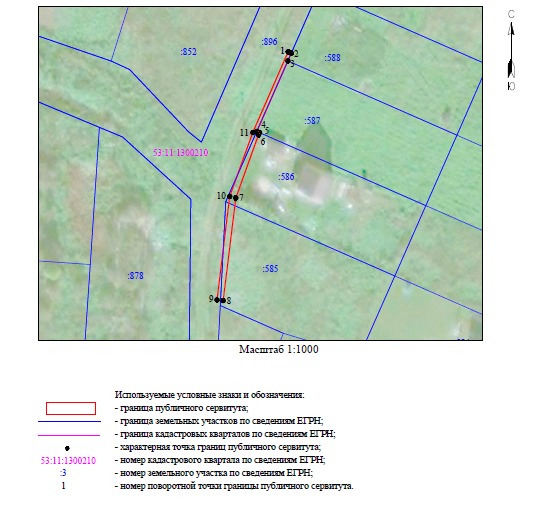 С
Ю
:852
:896
1
2
3
:588
:587
4
5
11
6
53:11:1300210
:586
10
7
:585
:878
9
8
Масштаб 1:1000
Используемые условные знаки и обозначения:
- граница публичного сервитута;
- граница земельных участков по сведениям ЕГРН;
- граница кадастровых кварталов по сведениям ЕГРН;
- характерная точка границ публичного сервитута;
53:11:1300210 - номер кадастрового квартала по сведениям ЕГРН;
:3 - номер земельного участка по сведениям ЕГРН;
1 - номер поворотной точки границы публичного сервитута.